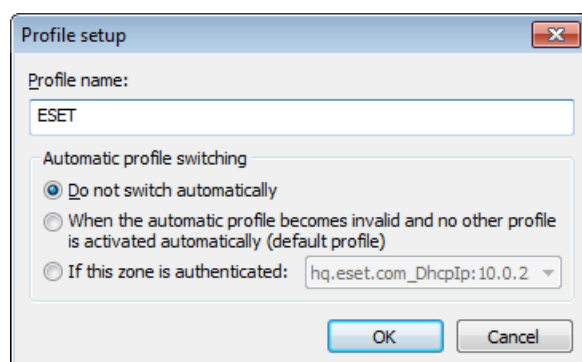 Profile setup
Profile name:
ESET
Automatic profile switching
Do not switch automatically
When the automatic profile becomes invalid and no other profile
is activated automatically (default profile)
If this zone is authenticated: hq.eset.com_DhcpIp:10.0.2
OK Cancel